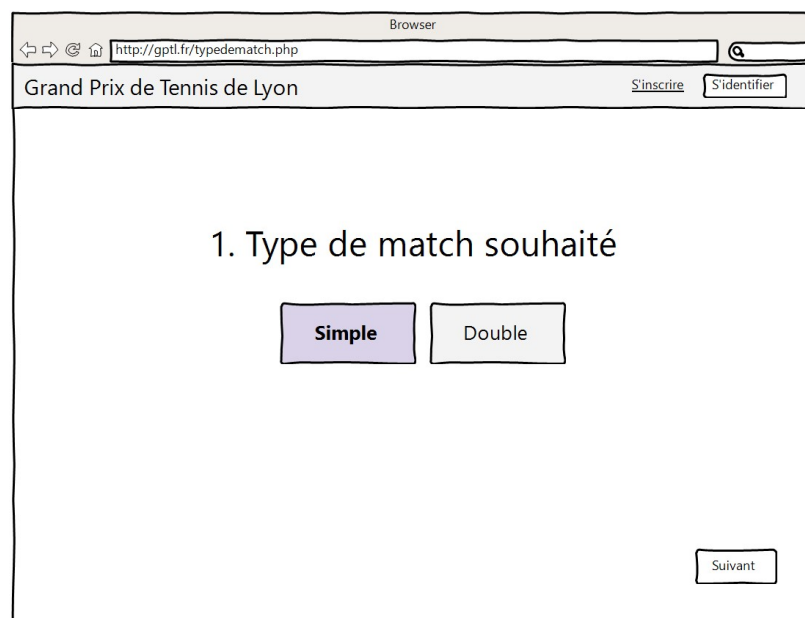 Browser
http://gptl.fr/typedematch.php
Grand Prix de Tennis de Lyon S'inscrire S'identifier
1. Type de match souhaité
Simple Double
Suivant